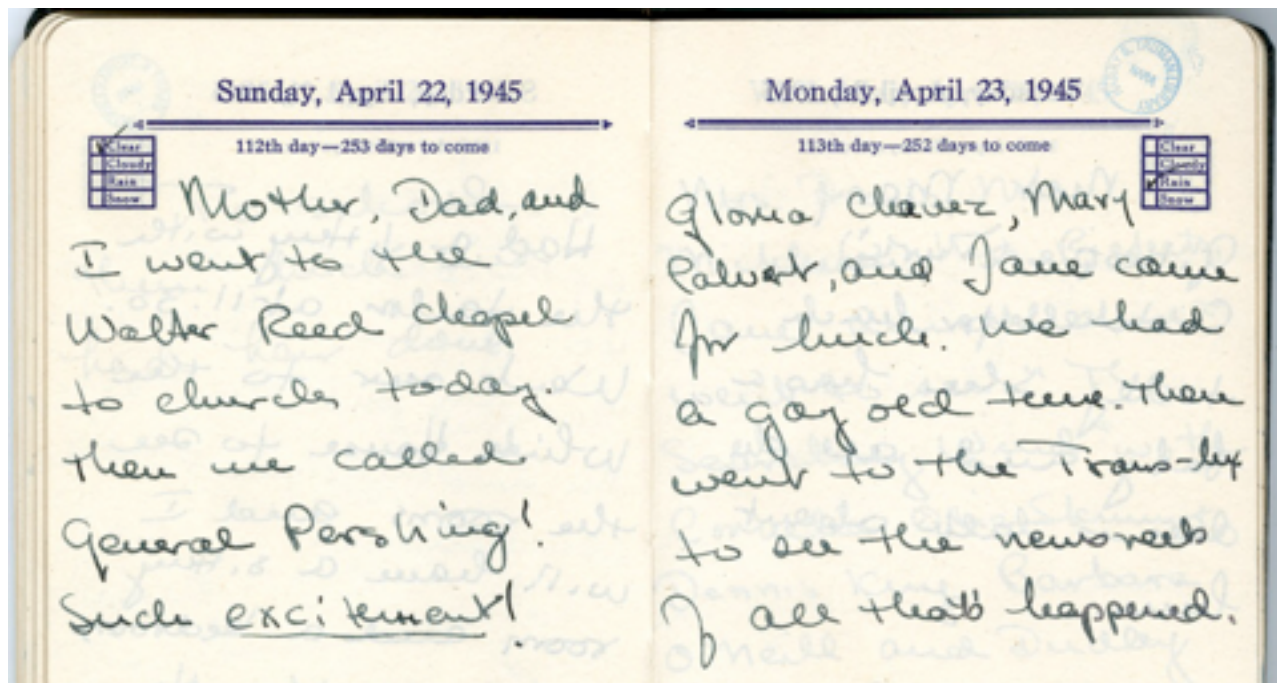 Sunday, April 22, 1945
112th day—253 days to come
Clear
Cloudy
Rain
Snow
Mother, Dad, and
I went to the
Walter Reed chapel
to church today.
Then we called
General Pershing!
Such excitement!
Monday, April 23, 1945
113th day—252 days to come
Clear
Cloudy
Rain
Snow
Gloria Chavez, Mary
Calvert, and Jane came
for lunch. We had
a gay old time. Then
went to the Trans-lux
to see the newsreels
of all that's happened.